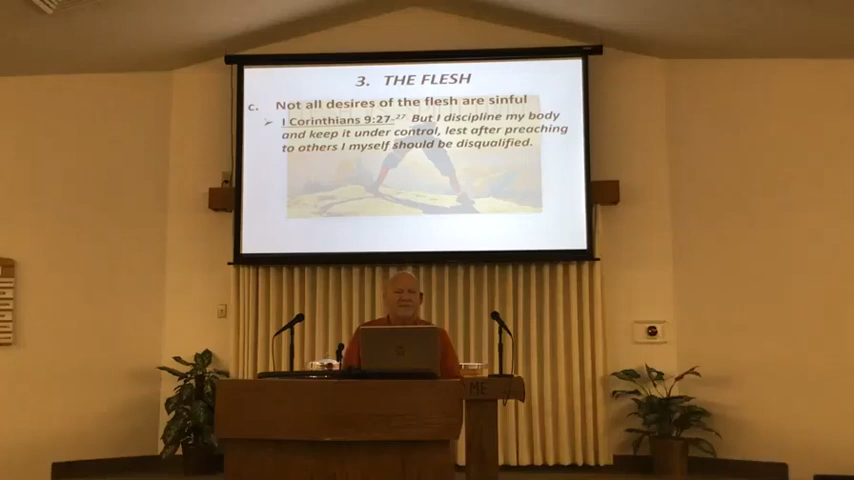 3. THE FLESH
C. Not all desires of the flesh are sinful
➢ I Corinthians 9:27-27 But I discipline my body
and keep it under control, lest after preaching
to others I myself should be disqualified.
ME